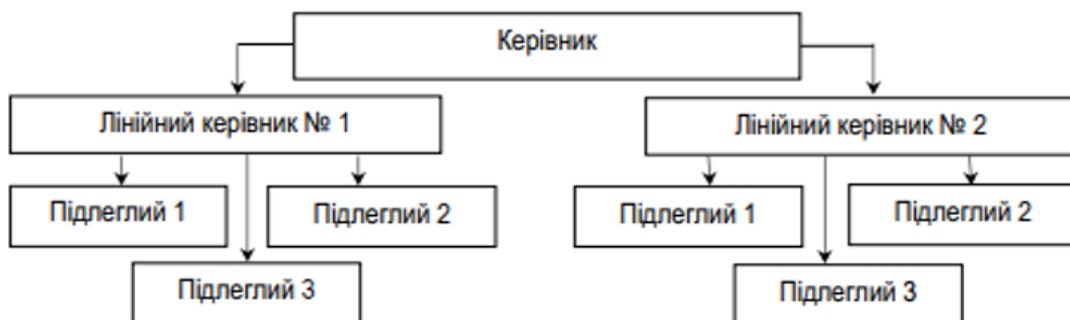 Керівник
Лінійний керівник № 1
Лінійний керівник № 2
Підлеглий 1
Підлеглий 2
Підлеглий 1
Підлеглий 2
Підлеглий 3
Підлеглий 3